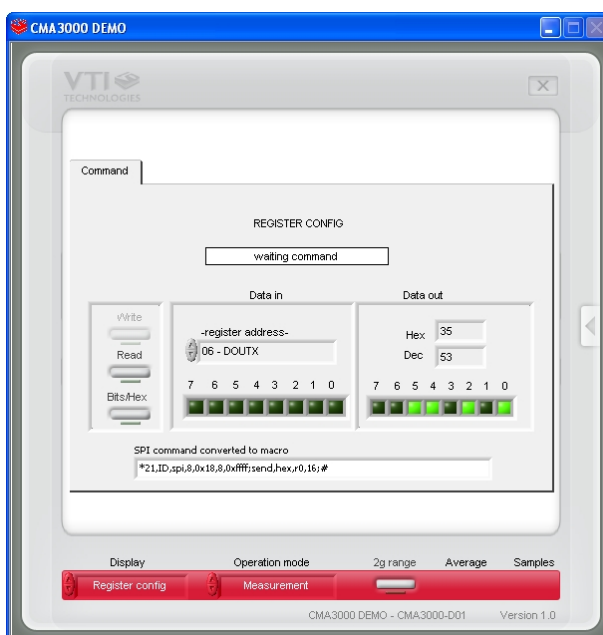 CMA3000 DEMO
VTI
TECHNOLOGIES
Command
REGISTER CONFIG
waiting command
Data in
Data out
Write
Read
Bits/Hex
-register address-
06 - DOUTX
7 6 5 4 3 2 1 0
Hex 35
Dec 53
7 6 5 4 3 2 1 0
SPI command converted to macro
*21,ID,spi,8,0x18,8,0xffff;send,hex,r0,16;#
Display Operation mode 2g range Average Samples
Register config Measurement
CMA3000 DEMO - CMA3000-D01 Version 1.0